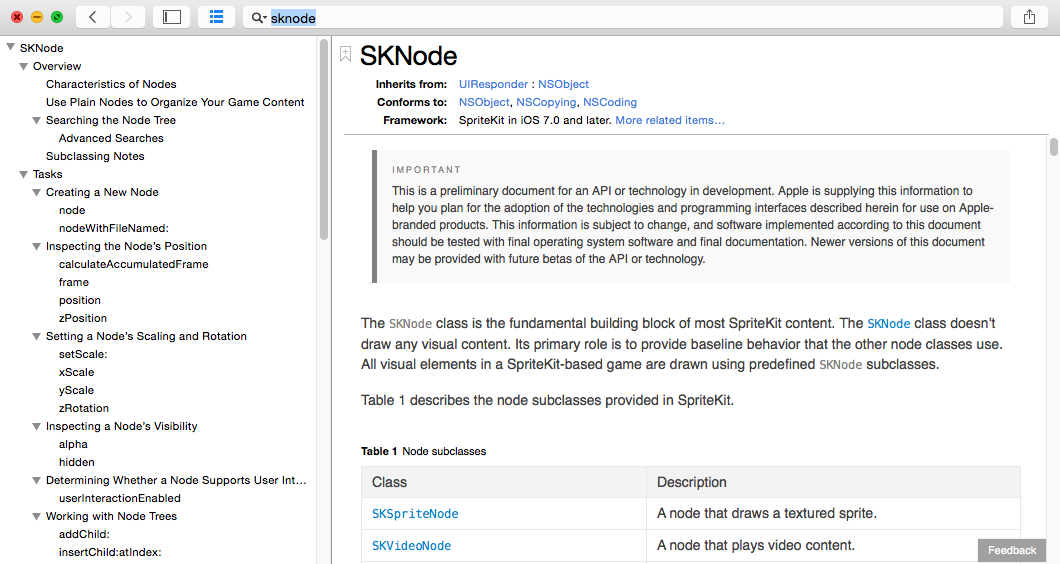 sknode
SKNode
Overview
Characteristics of Nodes
Use Plain Nodes to Organize Your Game Content
Searching the Node Tree
Advanced Searches
Subclassing Notes
Tasks
Creating a New Node
node
nodeWithFileNamed:
Inspecting the Node's Position
calculateAccumulatedFrame
frame
position
zPosition
Setting a Node's Scaling and Rotation
setScale:
xScale
yScale
zRotation
Inspecting a Node's Visibility
alpha
hidden
Determining Whether a Node Supports User Int...
userInteractionEnabled
Working with Node Trees
addChild:
insertChild:atIndex:
SKNode
Inherits from: UIResponder : NSObject
Conforms to: NSObject, NSCopying, NSCoding
Framework: SpriteKit in iOS 7.0 and later. More related items...
IMPORTANT
This is a preliminary document for an API or technology in development. Apple is supplying this information to
help you plan for the adoption of the technologies and programming interfaces described herein for use on Apple-
branded products. This information is subject to change, and software implemented according to this document
should be tested with final operating system software and final documentation. Newer versions of this document
may be provided with future betas of the API or technology.
The SKNode class is the fundamental building block of most SpriteKit content. The SKNode class doesn't
draw any visual content. Its primary role is to provide baseline behavior that the other node classes use.
All visual elements in a SpriteKit-based game are drawn using predefined SKNode subclasses.
Table 1 describes the node subclasses provided in SpriteKit.
Table 1 Node subclasses
Class Description
SKSpriteNode A node that draws a textured sprite.
SKVideoNode A node that plays video content.
Feedback